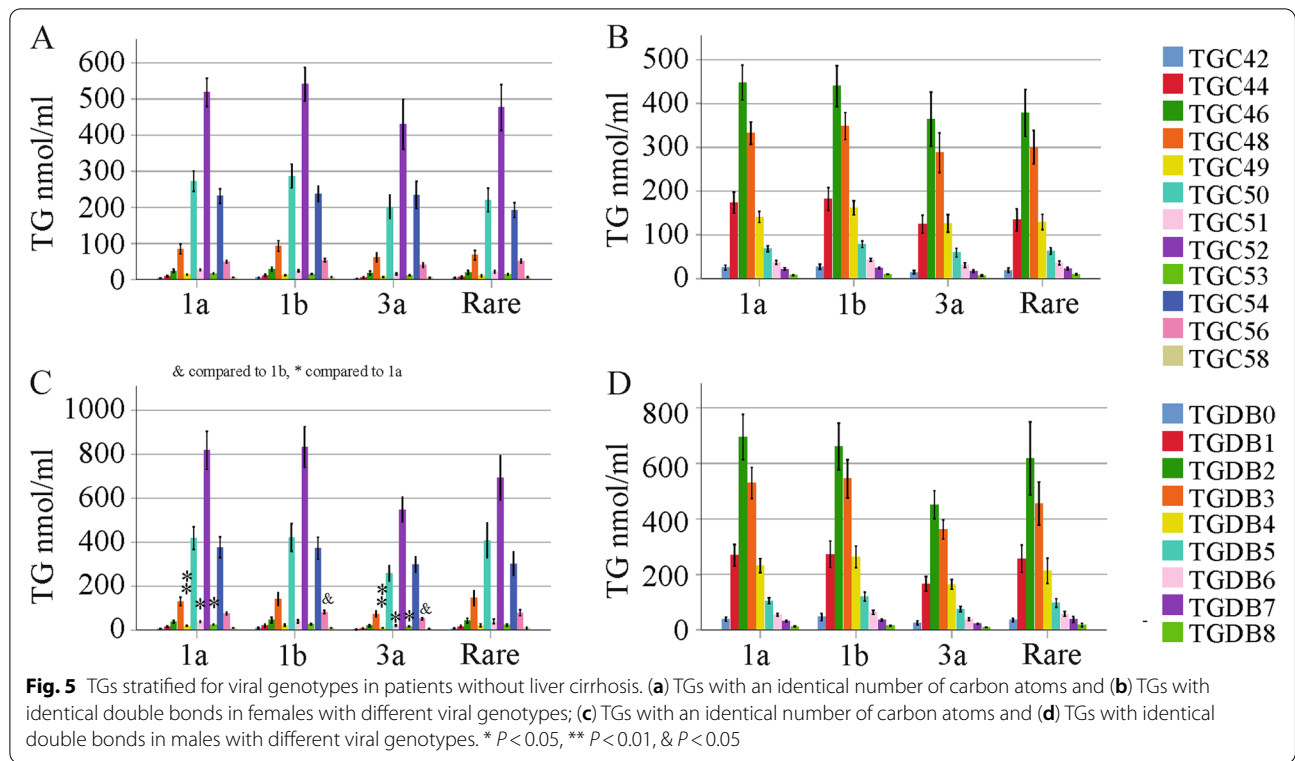 A
TG nmol/ml
600
500
400
300
200
100
0
1a 1b 3a Rare
B
TG nmol/ml
500
400
300
200
100
0
1a 1b 3a Rare
& compared to 1b, * compared to 1a
C
TG nmol/ml
1000
800
600
400
200
0
** * * & ** * * &
1a 1b 3a Rare
D
TG nmol/ml
800
600
400
200
0
1a 1b 3a Rare
TGC42
TGC44
TGC46
TGC48
TGC49
TGC50
TGC51
TGC52
TGC53
TGC54
TGC56
TGC58
TGDB0
TGDB1
TGDB2
TGDB3
TGDB4
TGDB5
TGDB6
TGDB7
TGDB8
-
Fig. 5 TGs stratified for viral genotypes in patients without liver cirrhosis. (a) TGs with an identical number of carbon atoms and (b) TGs with
identical double bonds in females with different viral genotypes; (c) TGs with an identical number of carbon atoms and (d) TGs with identical
double bonds in males with different viral genotypes. * P < 0.05, ** P < 0.01, & P < 0.05